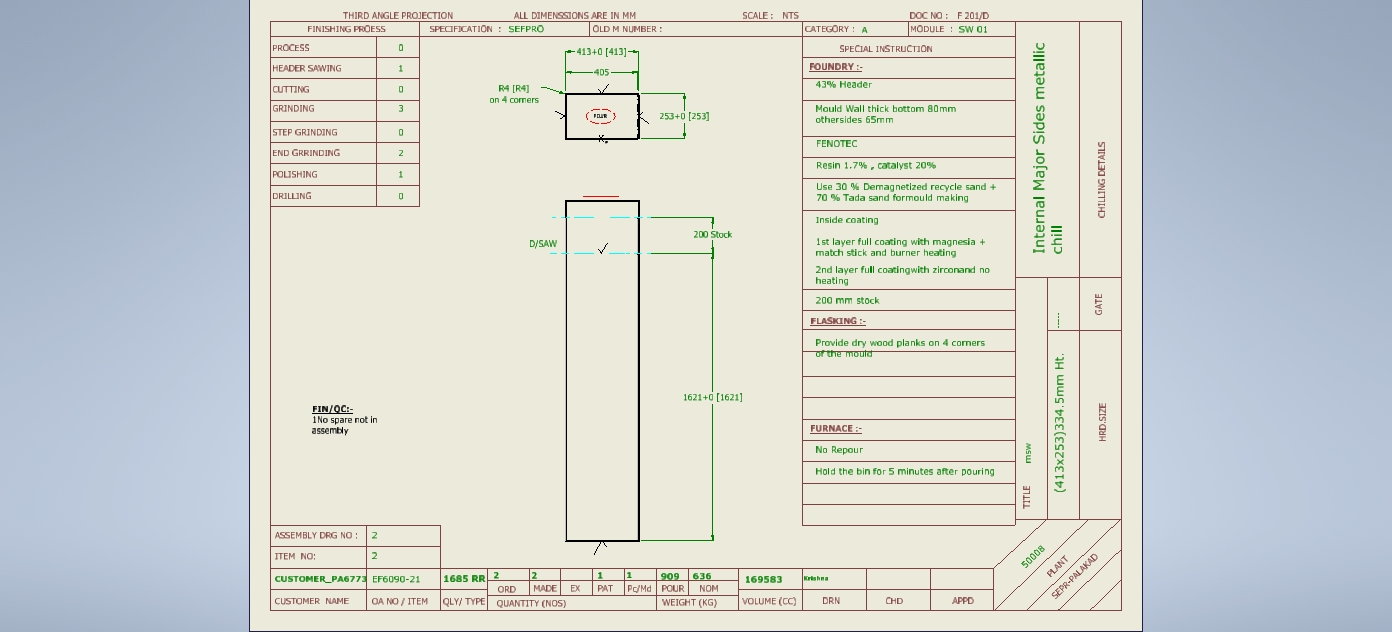 THIRD ANGLE PROJECTION ALL DIMENSSIONS ARE IN MM SCALE : NTS DOC NO : F 201/D
FINISHING PROESS SPECIFICATION : SEFPRO OLD M NUMBER : CATEGORY : A MODULE : SW 01
PROCESS 0
HEADER SAWING 1
CUTTING 0
GRINDING 3
STEP GRINDING 0
END GRRINDING 2
POLISHING 1
DRILLING 0
413+0 [413]
405
R4 [R4]
on 4 corners
POUR
253+0 [253]
D/SAW
200 Stock
1621+0 [1621]
FIN/QC:-
1No spare not in
assembly
SPECIAL INSTRUCTION
FOUNDRY :-
43% Header
Mould Wall thick bottom 80mm
othersides 65mm
FENOTEC
Resin 1.7% , catalyst 20%
Use 30 % Demagnetized recycle sand +
70 % Tada sand formould making
Inside coating
1st layer full coating with magnesia +
match stick and burner heating
2nd layer full coatingwith zirconand no
heating
200 mm stock
FLASKING :-
Provide dry wood planks on 4 corners
of the mould
FURNACE :-
No Repour
Hold the bin for 5 minutes after pouring
Internal Major Sides metallic
chill
CHILLING DETAILS
-----
GATE
(413x253)334.5mm Ht.
HRD.SIZE
TITLE msw
50008
PLANT
SEPR-PALAKAD
ASSEMBLY DRG NO : 2
ITEM NO: 2
CUSTOMER_PA6773 EF6090-21 1685 RR 2 2 1 1 909 636 169583 Krishna
ORD MADE EX PAT Pc/Md POUR NOM
CUSTOMER NAME OA NO / ITEM QLY/ TYPE QUANTITY (NOS) WEIGHT (KG) VOLUME (CC) DRN CHD APPD